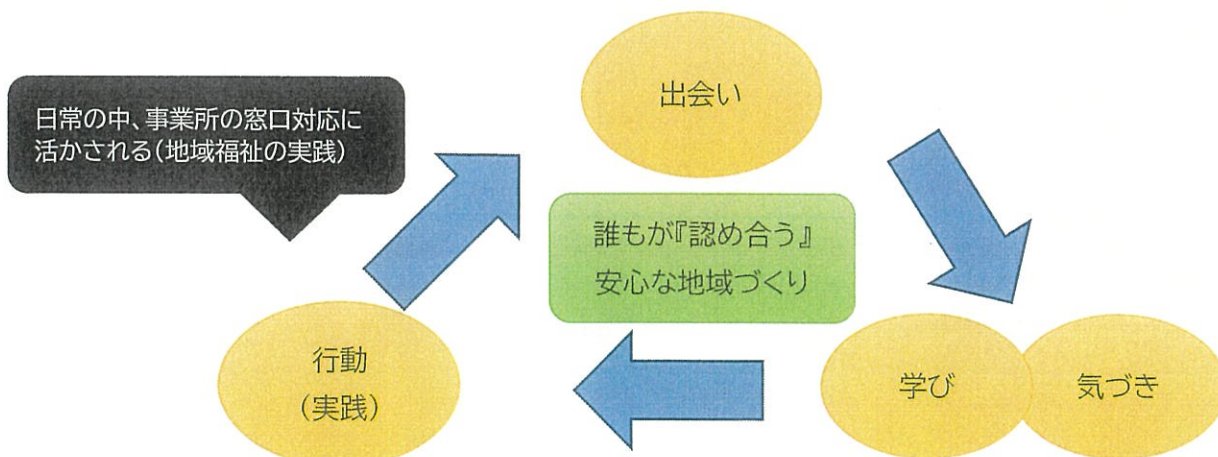 出会い
日常の中、事業所の窓口対応に
活かされる(地域福祉の実践)
誰もが『認め合う』
安心な地域づくり
行動
(実践)
学び
気づき